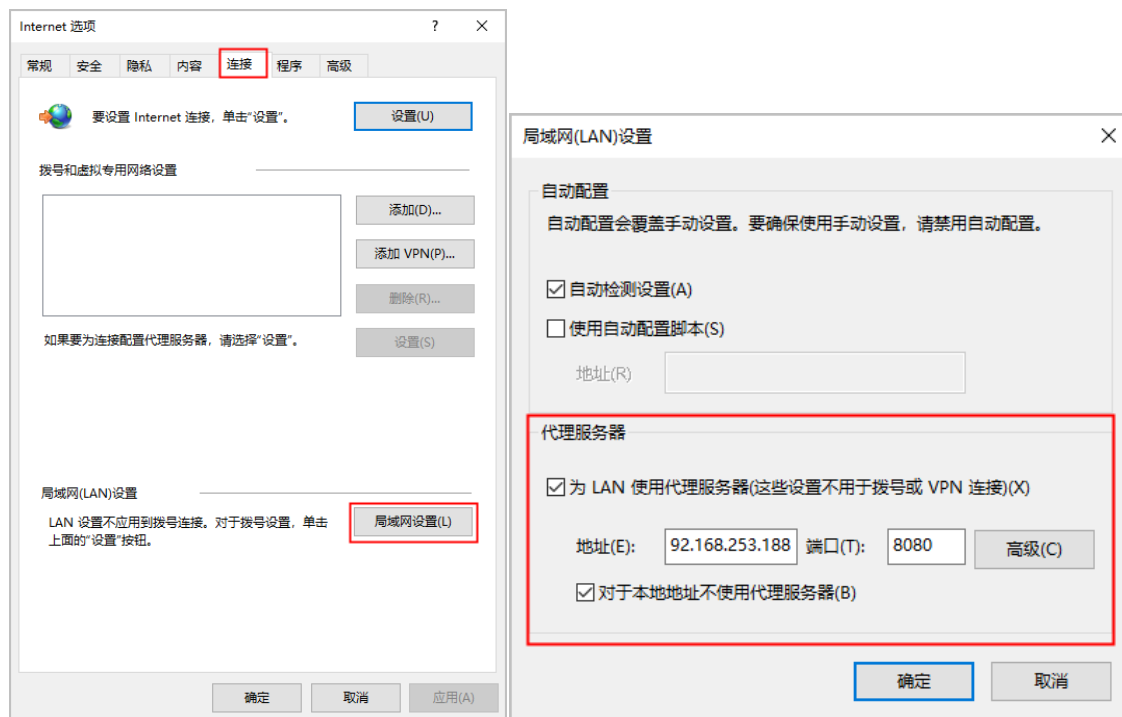 Internet 选项
常规 安全 隐私 内容 连接 程序 高级
要设置 Internet 连接，单击“设置”。
设置(U)
拨号和虚拟专用网络设置
添加(D)...
添加 VPN(P)...
删除(R)...
如果要为连接配置代理服务器，请选择“设置”。
设置(S)
局域网(LAN)设置
LAN 设置不应用到拨号连接。对于拨号设置，单击
上面的“设置”按钮。
局域网设置(L)
确定 取消 应用(A)
局域网(LAN)设置
自动配置
自动配置会覆盖手动设置。要确保使用手动设置，请禁用自动配置。
自动检测设置(A)
使用自动配置脚本(S)
地址(R)
代理服务器
为 LAN 使用代理服务器(这些设置不用于拨号或 VPN 连接)(X)
地址(E): 92.168.253.188 端口(T): 8080 高级(C)
对于本地地址不使用代理服务器(B)
确定 取消